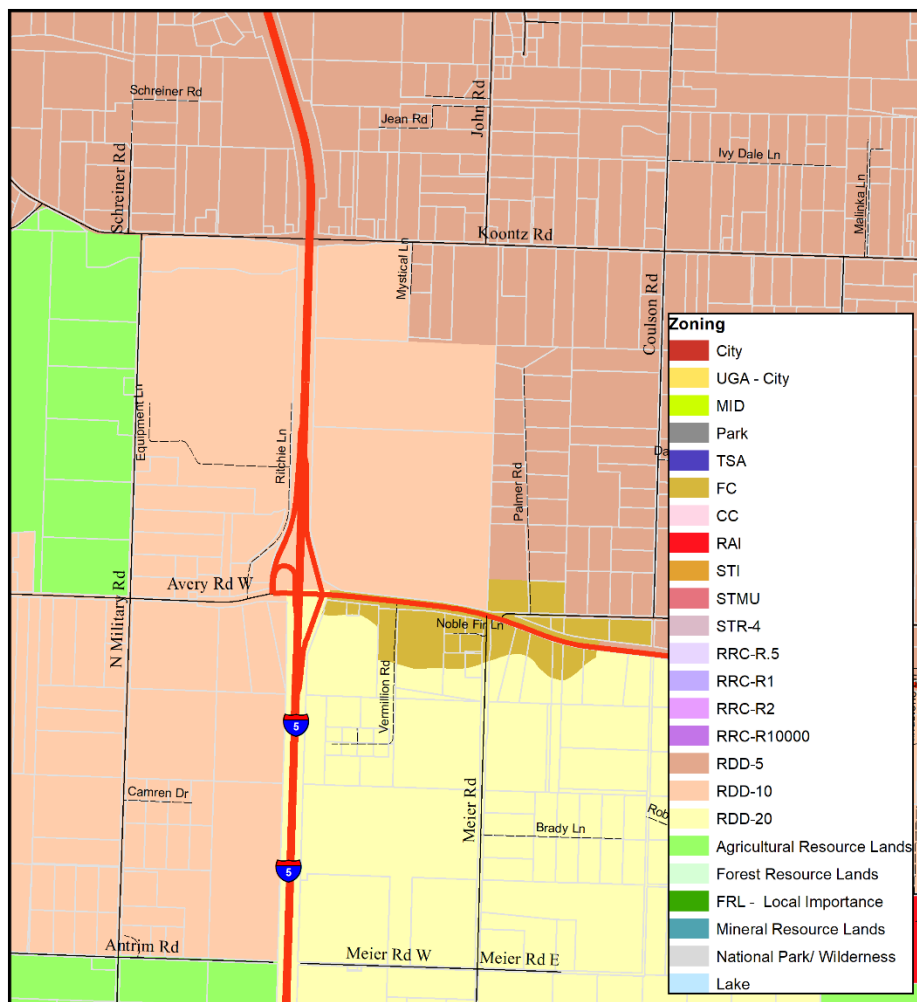 Schreiner Rd
John Rd
Jean Rd
Schreiner Rd
Ivy Dale Ln
Malinka Ln
Koontz Rd
Mystical Ln
Coulson Rd
Equipment Ln
Ritchie Ln
Palmer Rd
Da
Avery Rd W
N Military Rd
Noble Fir Ln
Vermillion Rd
5
Meier Rd
Camren Dr
Rob
Brady Ln
5
Antrim Rd
Meier Rd W
Meier Rd E
Zoning
City
UGA - City
MID
Park
TSA
FC
CC
RAI
STI
STMU
STR-4
RRC-R.5
RRC-R1
RRC-R2
RRC-R10000
RDD-5
RDD-10
RDD-20
Agricultural Resource Lands
Forest Resource Lands
FRL - Local Importance
Mineral Resource Lands
National Park/ Wilderness
Lake